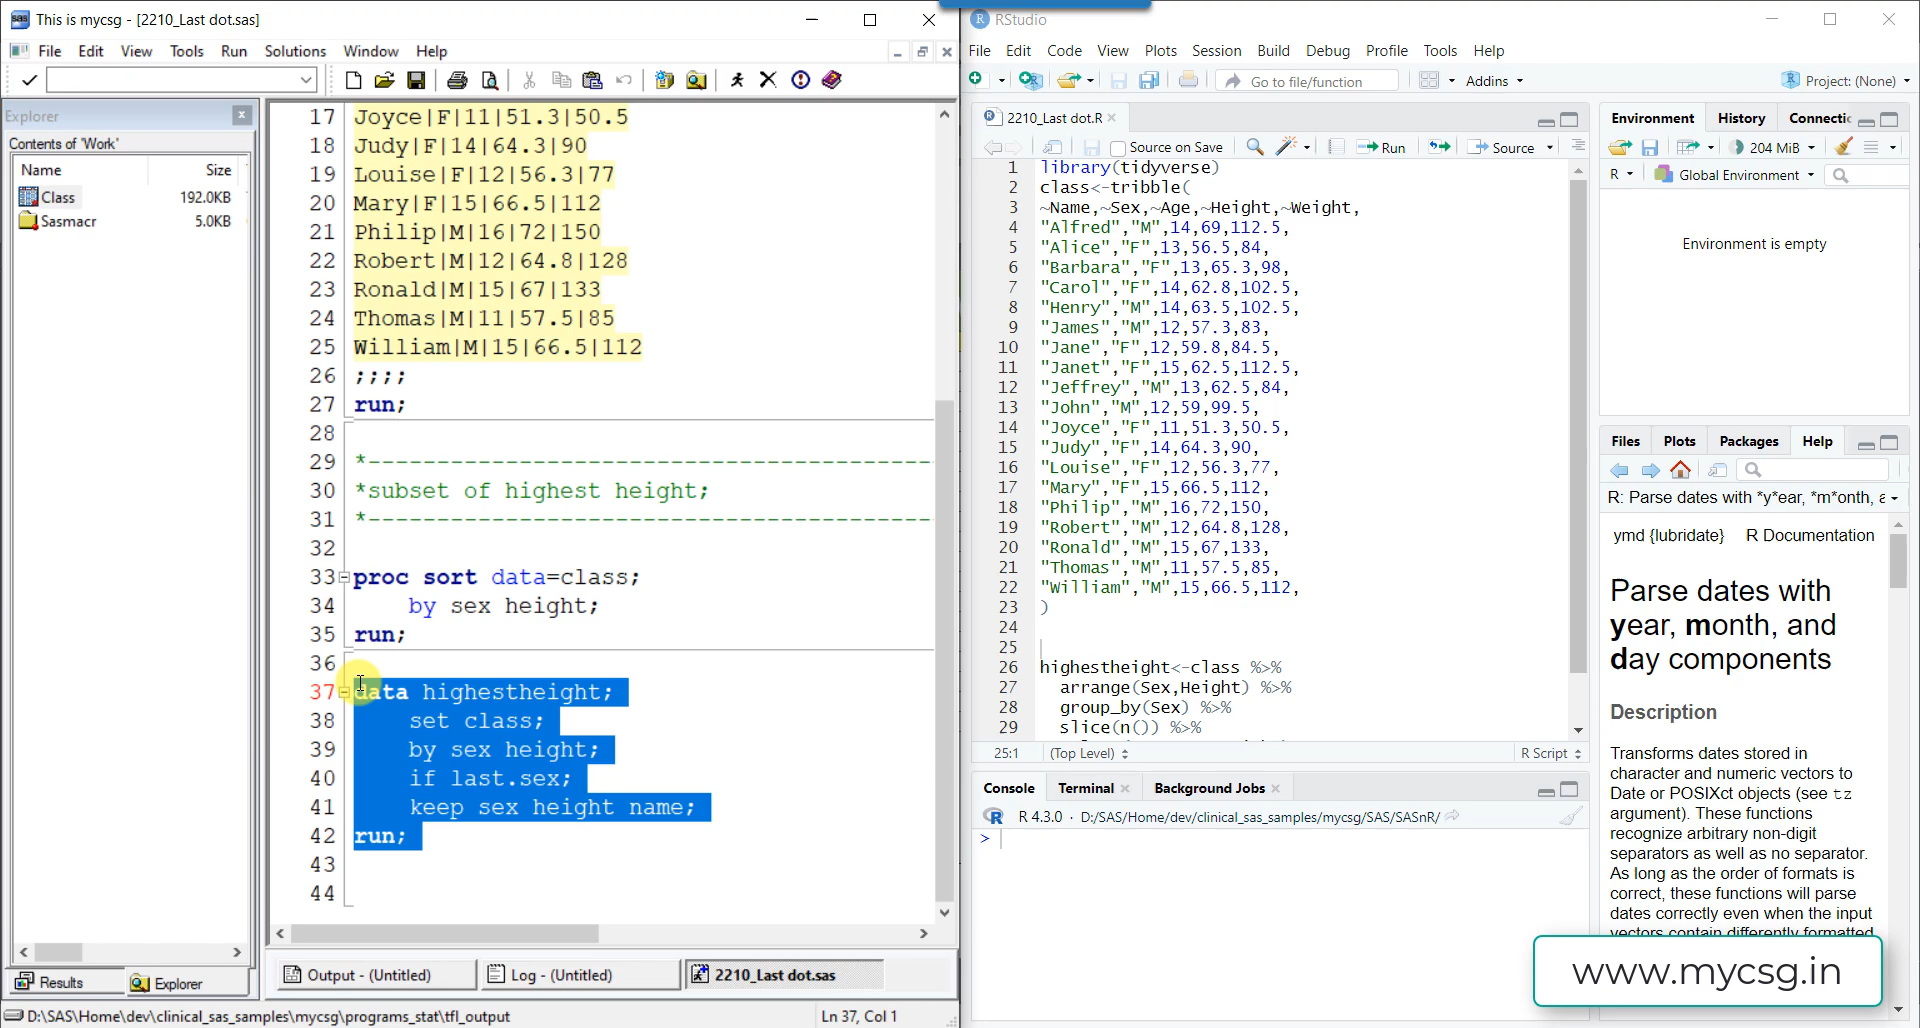 This is mycsg - [2210_Last dot.sas]
File Edit View Tools Run Solutions Window Help
Explorer
Contents of 'Work'
Name Size
Class 192.0KB
Sasmacr 5.0KB
Results Explorer
17 Joyce|F|11|51.3|50.5
18 Judy|F|14|64.3|90
19 Louise|F|12|56.3|77
20 Mary|F|15|66.5|112
21 Philip|M|16|72|150
22 Robert|M|12|64.8|128
23 Ronald|M|15|67|133
24 Thomas|M|11|57.5|85
25 William|M|15|66.5|112
26 ;;;;
27 run;
28
29 *------------------------------------------
30 *subset of highest height;
31 *------------------------------------------
32
33 proc sort data=class;
34 by sex height;
35 run;
36
37 data highestheight;
38 set class;
39 by sex height;
40 if last.sex;
41 keep sex height name;
42 run;
43
44
Output - (Untitled) Log - (Untitled) 2210_Last dot.sas
D:\SAS\Home\dev\clinical_sas_samples\mycsg\programs_stat\tfl_output Ln 37, Col 1
RStudio
File Edit Code View Plots Session Build Debug Profile Tools Help
Go to file/function Addins Project: (None)
2210_Last dot.R
Source on Save Run Source
1 library(tidyverse)
2 class<-tribble(
3 ~Name,~Sex,~Age,~Height,~Weight,
4 "Alfred","M",14,69,112.5,
5 "Alice","F",13,56.5,84,
6 "Barbara","F",13,65.3,98,
7 "Carol","F",14,62.8,102.5,
8 "Henry","M",14,63.5,102.5,
9 "James","M",12,57.3,83,
10 "Jane","F",12,59.8,84.5,
11 "Janet","F",15,62.5,112.5,
12 "Jeffrey","M",13,62.5,84,
13 "John","M",12,59,99.5,
14 "Joyce","F",11,51.3,50.5,
15 "Judy","F",14,64.3,90,
16 "Louise","F",12,56.3,77,
17 "Mary","F",15,66.5,112,
18 "Philip","M",16,72,150,
19 "Robert","M",12,64.8,128,
20 "Ronald","M",15,67,133,
21 "Thomas","M",11,57.5,85,
22 "William","M",15,66.5,112,
23 )
24
25
26 highestheight<-class %>%
27 arrange(Sex,Height) %>%
28 group_by(Sex) %>%
29 slice(n()) %>%
25:1 (Top Level) R Script
Console Terminal Background Jobs
R 4.3.0 · D:/SAS/Home/dev/clinical_sas_samples/mycsg/SAS/SASnR/
>
Environment History Connectic
204 MiB
R Global Environment
Environment is empty
Files Plots Packages Help
R: Parse dates with *y*ear, *m*onth, a
ymd {lubridate} R Documentation
Parse dates with
year, month, and
day components
Description
Transforms dates stored in
character and numeric vectors to
Date or POSIXct objects (see tz
argument). These functions
recognize arbitrary non-digit
separators as well as no separator.
As long as the order of formats is
correct, these functions will parse
dates correctly even when the input
vectors contain differently formatted
www.mycsg.in